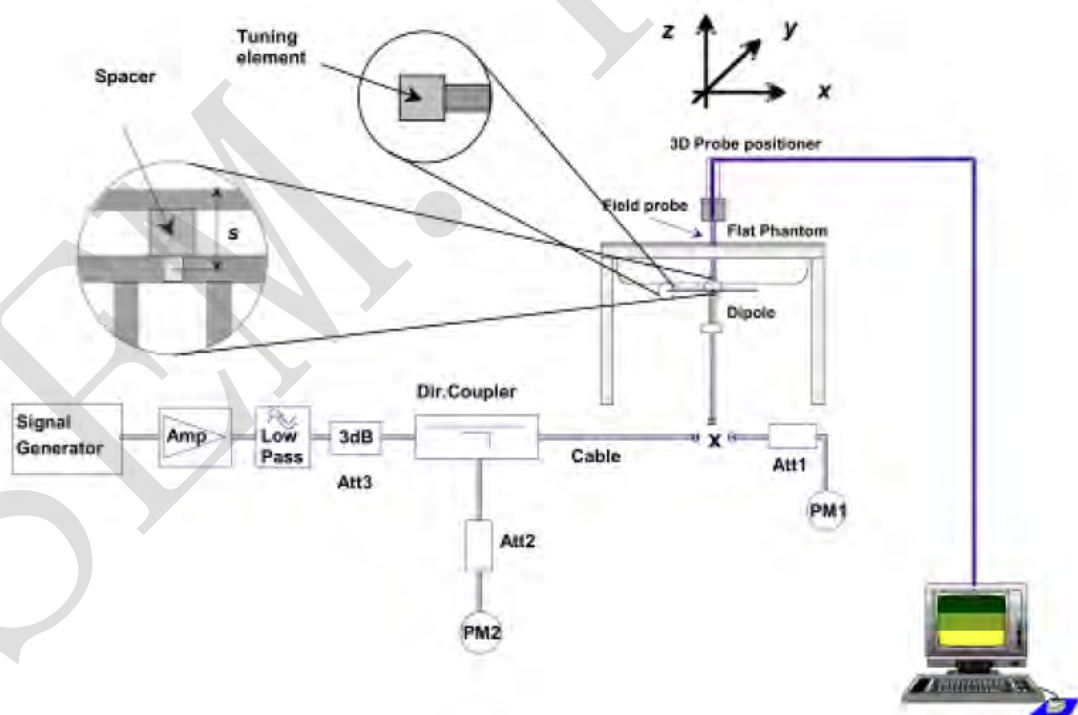 Tuning
element
Spacer
z
y
x
3D Probe positioner
Field probe
Flat Phantom
s
Dipole
Dir.Coupler
Signal
Generator
Amp
Low
Pass
3dB
Att3
Cable
x
Att1
PM1
Att2
PM2